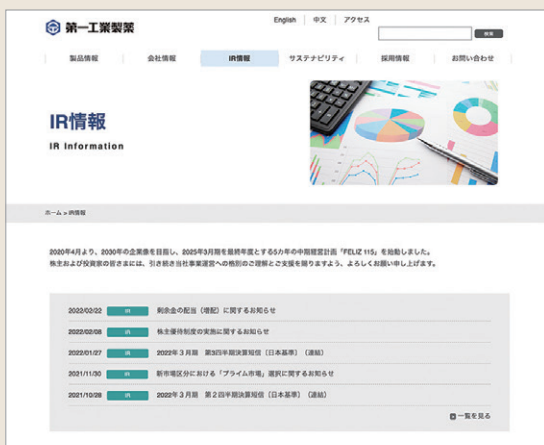 第一工業製薬
English 中文 アクセス
検索
製品情報 会社情報 IR情報 サステナビリティ 採用情報 お問い合わせ
IR情報
IR Information
ホーム > IR情報
2020年4月より、2030年の企業像を目指し、2025年3月期を最終年度とする5カ年の中期経営計画「FELIZ 115」を始動しました。
株主および投資家の皆さまには、引き続き当社事業運営への格別のご理解とご支援を賜りますよう、よろしくお願い申し上げます。
2022/02/22 IR 剰余金の配当（増配）に関するお知らせ
2022/02/08 IR 株主優待制度の実施に関するお知らせ
2022/01/27 IR 2022年3月期 第3四半期決算短信〔日本基準〕（連結）
2021/11/30 IR 新市場区分における「プライム市場」選択に関するお知らせ
2021/10/28 IR 2022年3月期 第2四半期決算短信〔日本基準〕（連結）
一覧を見る